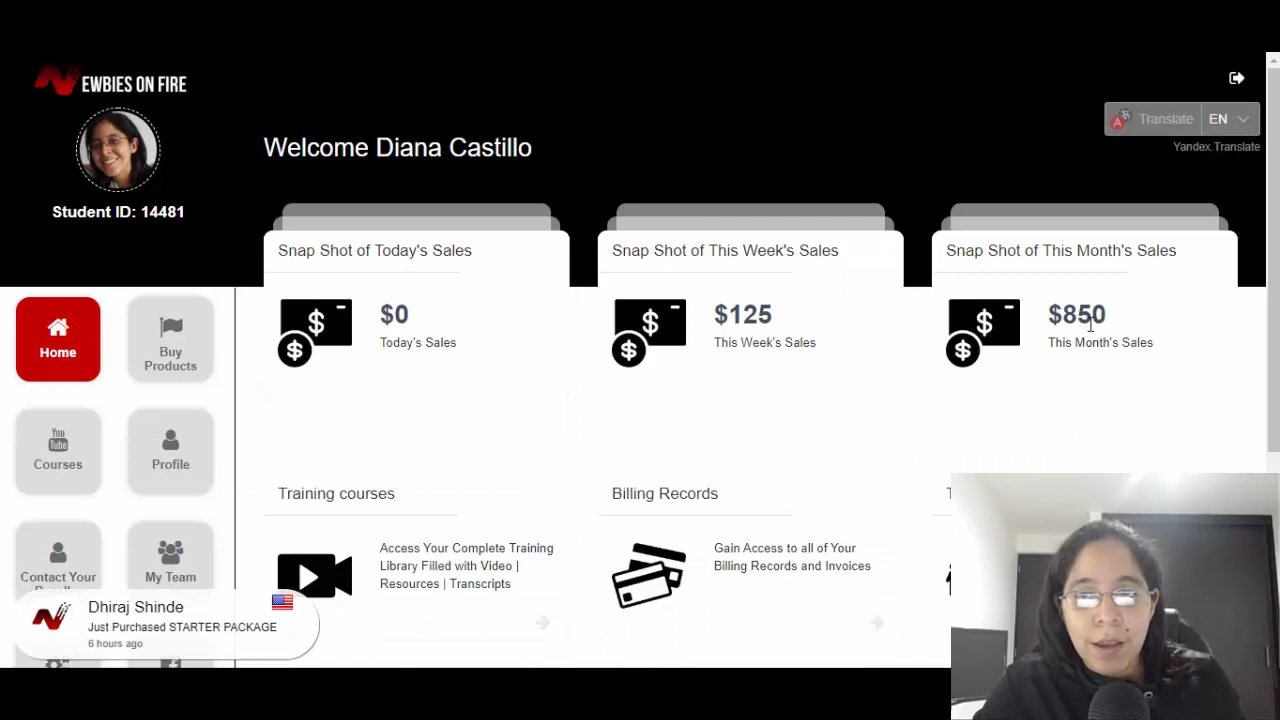 EWBIES ON FIRE
Translate EN
Yandex.Translate
Welcome Diana Castillo
Student ID: 14481
Snap Shot of Today's Sales
$0
Today's Sales
Snap Shot of This Week's Sales
$125
This Week's Sales
Snap Shot of This Month's Sales
$850
This Month's Sales
Home
Buy
Products
You
Tube
Courses
Profile
Contact Your
My Team
Training courses
Access Your Complete Training
Library Filled with Video |
Resources | Transcripts
Billing Records
Gain Access to all of Your
Billing Records and Invoices
Dhiraj Shinde
Just Purchased STARTER PACKAGE
6 hours ago